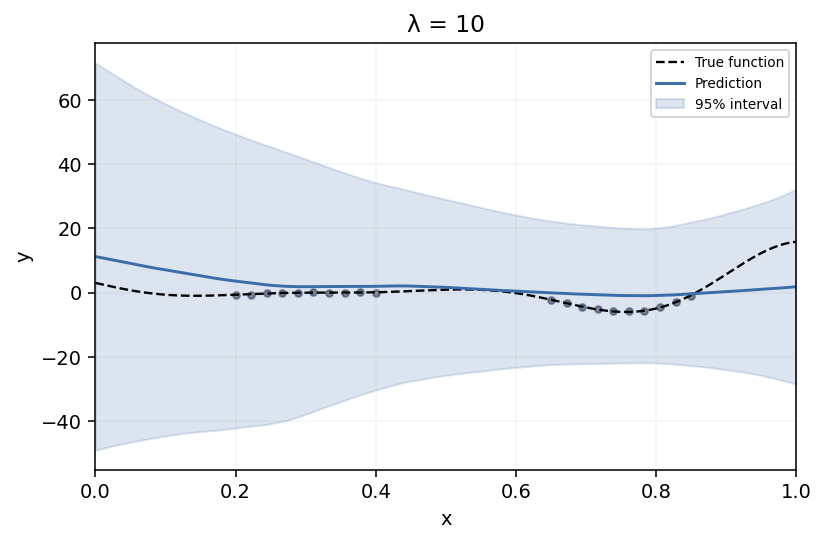 λ = 10
True function
Prediction
95% interval
y
60
40
20
0
−20
−40
0.0 0.2 0.4 0.6 0.8 1.0
x